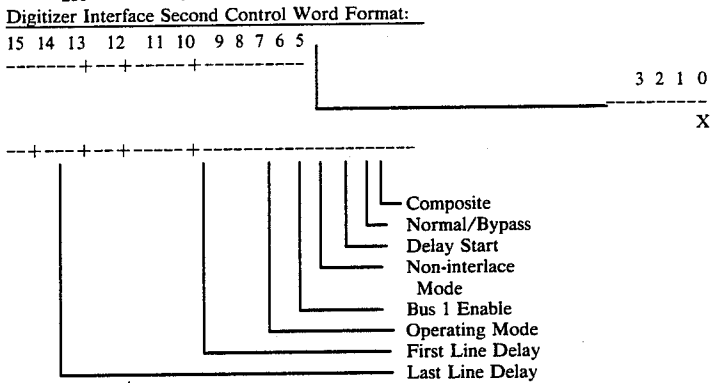 Digitizer Interface Second Control Word Format:
15 14 13 12 11 10 9 8 7 6 5
3 2 1 0
X
Composite
Normal/Bypass
Delay Start
Non-interlace
Mode
Bus 1 Enable
Operating Mode
First Line Delay
Last Line Delay